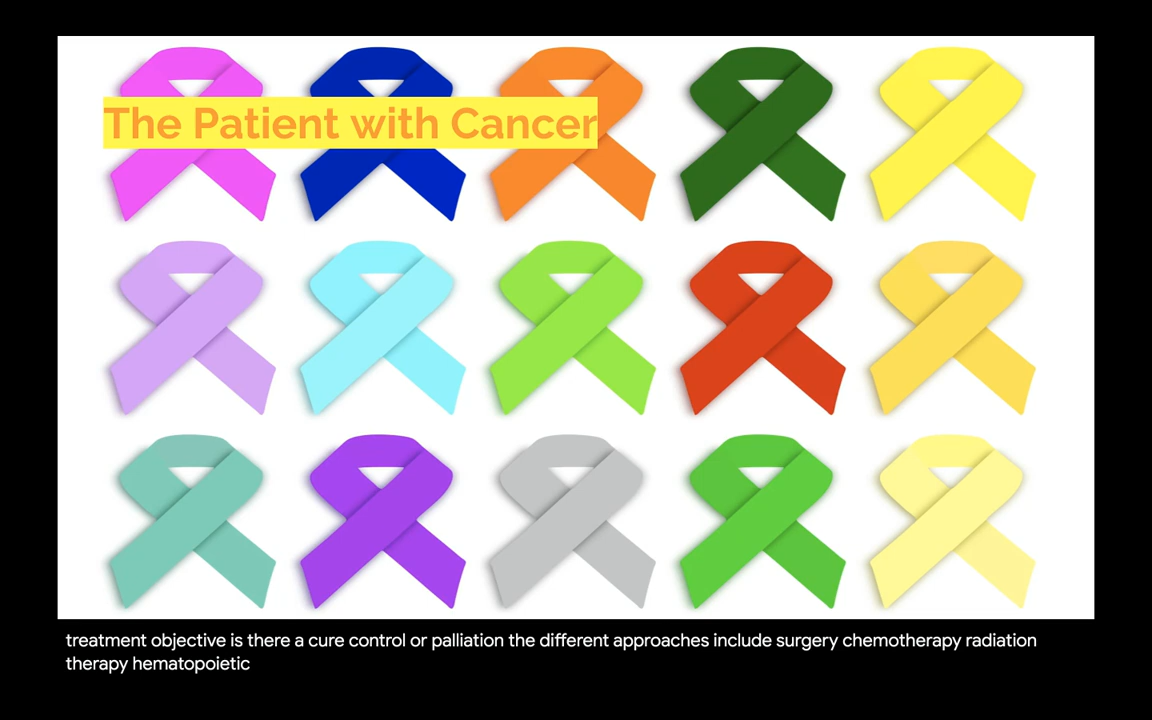 The Patient with Cancer
treatment objective is there a cure control or palliation the different approaches include surgery chemotherapy radiation
therapy hematopoietic